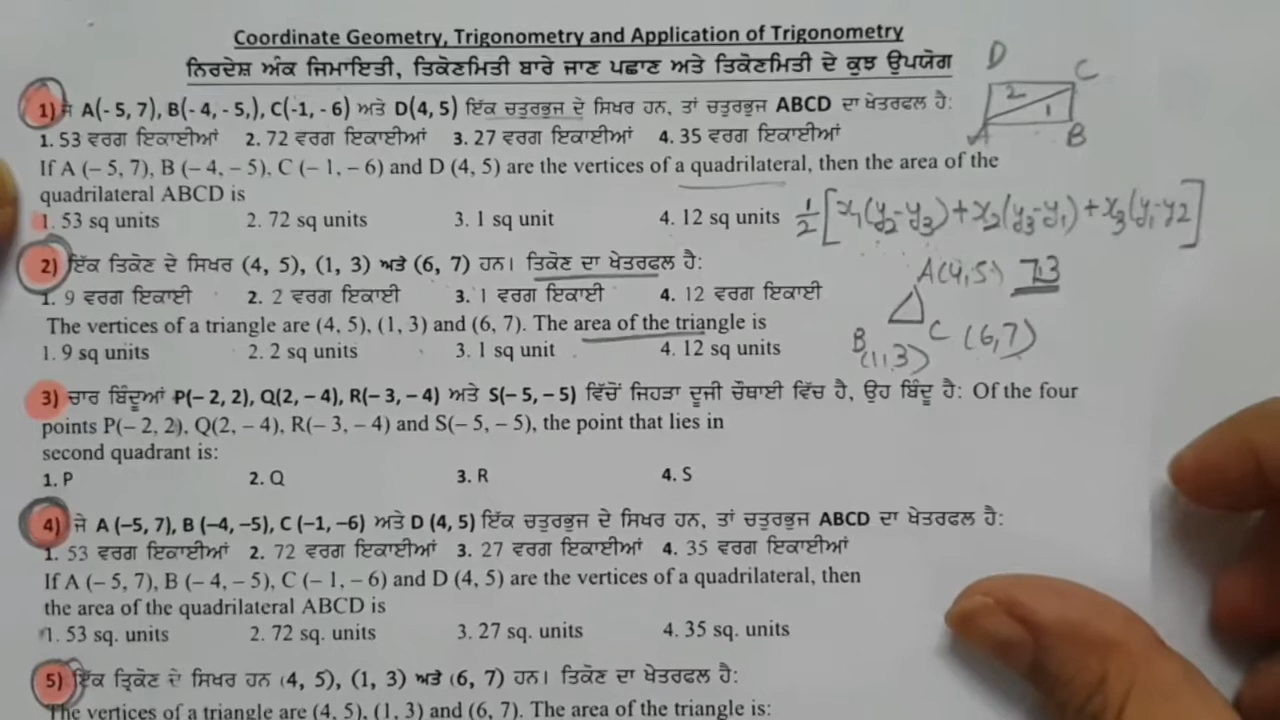 Coordinate Geometry, Trigonometry and Application of Trigonometry
ਨਿਰਦੇਸ਼ ਅੰਕ ਜਿਮਾਇਤੀ, ਤਿਕੋਣਮਿਤੀ ਬਾਰੇ ਜਾਣ ਪਛਾਣ ਅਤੇ ਤਿਕੋਣਮਿਤੀ ਦੇ ਕੁਝ ਉਪਯੋਗ
D C
2 1
A B
1) ਜੇ A(- 5, 7), B(- 4, - 5,), C(-1, - 6) ਅਤੇ D(4, 5) ਇੱਕ ਚਤੁਰਭੁਜ ਦੇ ਸਿਖਰ ਹਨ, ਤਾਂ ਚਤੁਰਭੁਜ ABCD ਦਾ ਖੇਤਰਫਲ ਹੈ:
1. 53 ਵਰਗ ਇਕਾਈਆਂ 2. 72 ਵਰਗ ਇਕਾਈਆਂ 3. 27 ਵਰਗ ਇਕਾਈਆਂ 4. 35 ਵਰਗ ਇਕਾਈਆਂ
If A (– 5, 7), B (– 4, – 5), C (– 1, – 6) and D (4, 5) are the vertices of a quadrilateral, then the area of the
quadrilateral ABCD is
1. 53 sq units 2. 72 sq units 3. 1 sq unit 4. 12 sq units
1/2 [x₁(y₂-y₃)+x₂(y₃-y₁)+x₃(y₁-y2]
2) ਇੱਕ ਤਿਕੋਣ ਦੇ ਸਿਖਰ (4, 5), (1, 3) ਅਤੇ (6, 7) ਹਨ। ਤਿਕੋਣ ਦਾ ਖੇਤਰਫਲ ਹੈ:
1. 9 ਵਰਗ ਇਕਾਈ 2. 2 ਵਰਗ ਇਕਾਈ 3. 1 ਵਰਗ ਇਕਾਈ 4. 12 ਵਰਗ ਇਕਾਈ
The vertices of a triangle are (4, 5), (1, 3) and (6, 7). The area of the triangle is
1. 9 sq units 2. 2 sq units 3. 1 sq unit 4. 12 sq units
A(4,5) 7.3
B (1,3) C (6,7)
3) ਚਾਰ ਬਿੰਦੂਆਂ P(– 2, 2), Q(2, – 4), R(– 3, – 4) ਅਤੇ S(– 5, – 5) ਵਿੱਚੋਂ ਜਿਹੜਾ ਦੂਜੀ ਚੌਥਾਈ ਵਿੱਚ ਹੈ, ਉਹ ਬਿੰਦੂ ਹੈ: Of the four
points P(– 2, 2), Q(2, – 4), R(– 3, – 4) and S(– 5, – 5), the point that lies in
second quadrant is:
1. P 2. Q 3. R 4. S
4) ਜੇ A (–5, 7), B (–4, –5), C (–1, –6) ਅਤੇ D (4, 5) ਇੱਕ ਚਤੁਰਭੁਜ ਦੇ ਸਿਖਰ ਹਨ, ਤਾਂ ਚਤੁਰਭੁਜ ABCD ਦਾ ਖੇਤਰਫਲ ਹੈ:
1. 53 ਵਰਗ ਇਕਾਈਆਂ 2. 72 ਵਰਗ ਇਕਾਈਆਂ 3. 27 ਵਰਗ ਇਕਾਈਆਂ 4. 35 ਵਰਗ ਇਕਾਈਆਂ
If A (– 5, 7), B (– 4, – 5), C (– 1, – 6) and D (4, 5) are the vertices of a quadrilateral, then
the area of the quadrilateral ABCD is
1. 53 sq. units 2. 72 sq. units 3. 27 sq. units 4. 35 sq. units
5) ਇੱਕ ਤ੍ਰਿਕੋਣ ਦੇ ਸਿਖਰ ਹਨ (4, 5), (1, 3) ਅਤੇ (6, 7) ਹਨ। ਤਿਕੋਣ ਦਾ ਖੇਤਰਫਲ ਹੈ:
The vertices of a triangle are (4, 5), (1, 3) and (6, 7). The area of the triangle is: